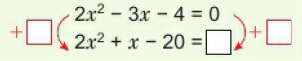 2x² − 3x − 4 = 0
+□ 2x² + x − 20 = □ +□